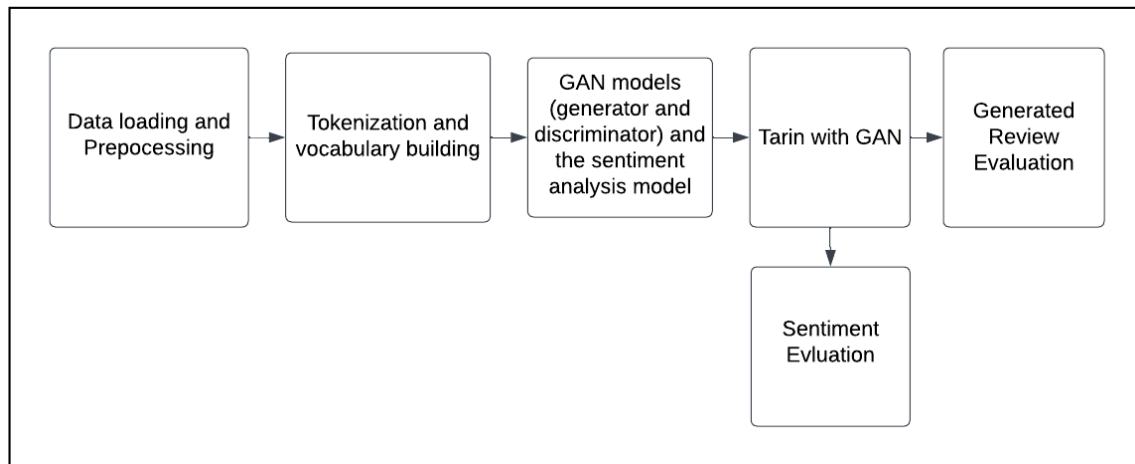 Data loading and
Prepocessing
Tokenization and
vocabulary building
GAN models
(generator and
discriminator) and
the sentiment
analysis model
Tarin with GAN
Generated
Review
Evaluation
Sentiment
Evluation